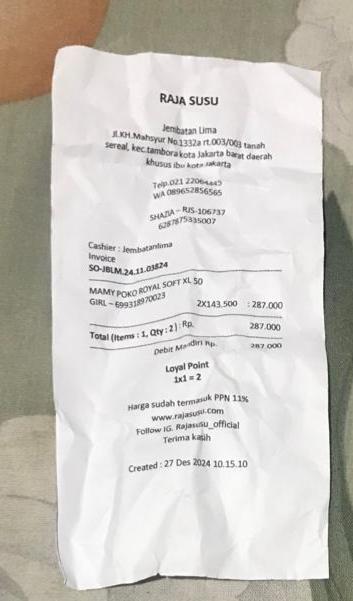 RAJA SUSU
Jembatan Lima
Jl.KH.Mahsyur No.1332a rt.003/003 tanah
sereal, kec.tambora kota Jakarta barat daerah
khusus ibu kota jakarta
Telp.021 22064445
WA 089652856565
SHAZIA – RJS-106737
6287875335007
Cashier : Jembatanlima
Invoice
SO-JBLM.24.11.03824
MAMY POKO ROYAL SOFT XL 50
GIRL – 699318970023 2X143.500 : 287.000
Total (Items : 1, Qty : 2) : Rp. 287.000
Debit Mandiri Rp. 287.000
Loyal Point
1x1 = 2
Harga sudah termasuk PPN 11%
www.rajasusu.com
Follow IG. Rajasusu_official
Terima kasih
Created : 27 Des 2024 10.15.10